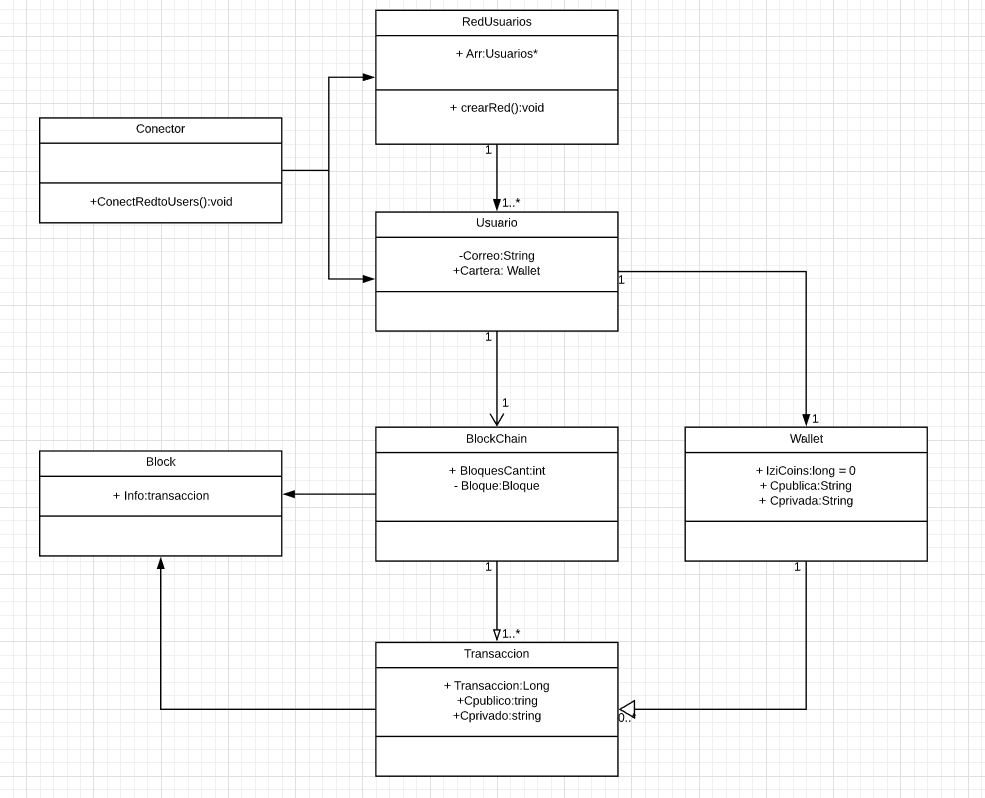 RedUsuarios
+ Arr:Usuarios*
+ crearRed():void
1
1..*
Conector
+ConectRedtoUsers():void
Usuario
-Correo:String
+Cartera: Wallet
1
1
1
1
BlockChain
+ BloquesCant:int
- Bloque:Bloque
Wallet
+ IziCoins:long = 0
+ Cpublica:String
+ Cprivada:String
Block
+ Info:transaccion
1
1
1..*
Transaccion
+ Transaccion:Long
+Cpublico:tring
+Cprivado:string
0..*